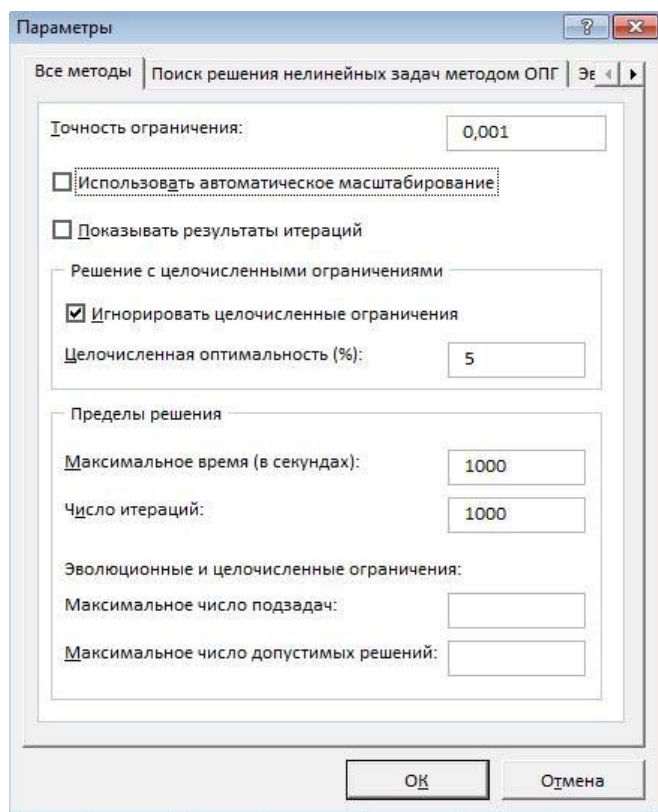 Параметры
Все методы Поиск решения нелинейных задач методом ОПГ Эв
Точность ограничения: 0,001
Использовать автоматическое масштабирование
Показывать результаты итераций
Решение с целочисленными ограничениями
Игнорировать целочисленные ограничения
Целочисленная оптимальность (%): 5
Пределы решения
Максимальное время (в секундах): 1000
Число итераций: 1000
Эволюционные и целочисленные ограничения:
Максимальное число подзадач:
Максимальное число допустимых решений:
ОК Отмена